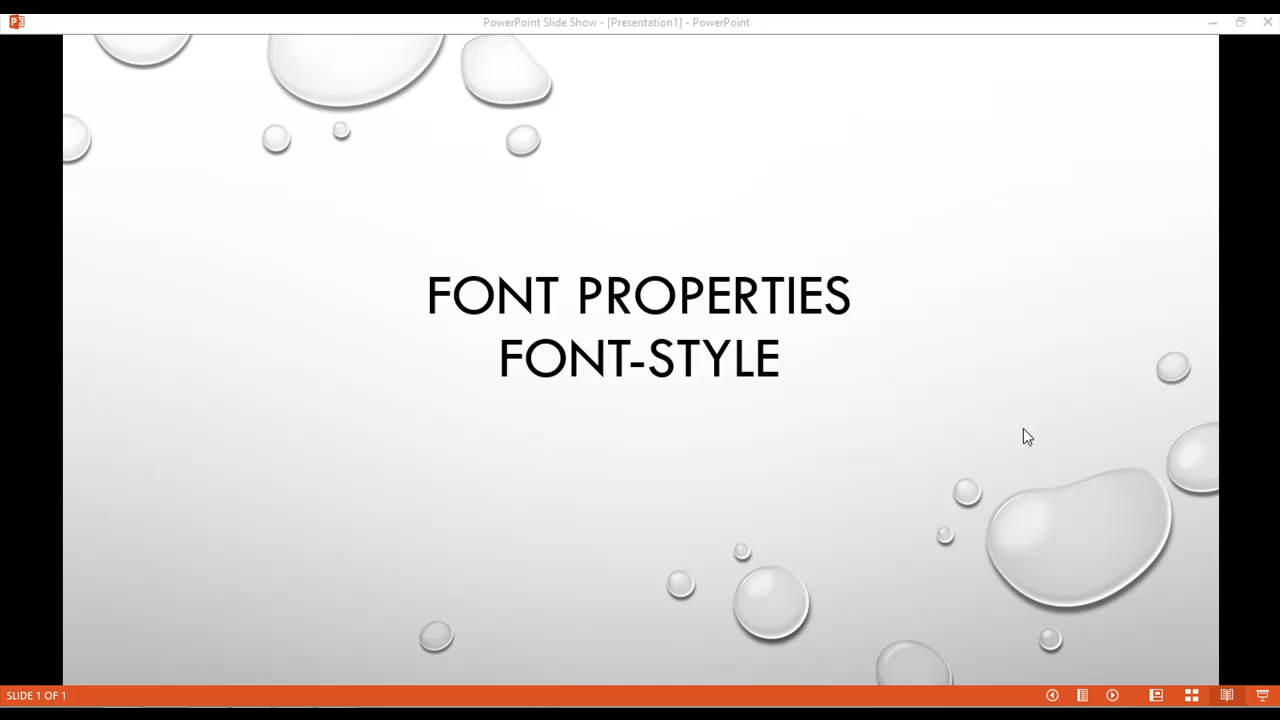 PowerPoint Slide Show - [Presentation1] - PowerPoint
FONT PROPERTIES
FONT-STYLE
SLIDE 1 OF 1